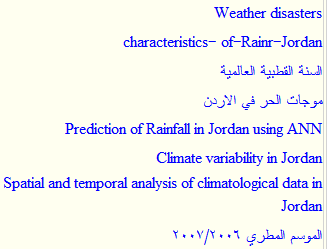 Weather disasters
characteristics- of-Rainr-Jordan
السنة القطبية العالمية
موجات الحر في الاردن
Prediction of Rainfall in Jordan using ANN
Climate variability in Jordan
Spatial and temporal analysis of climatological data in
Jordan
الموسم المطري ٢٠٠٧/٢٠٠٦